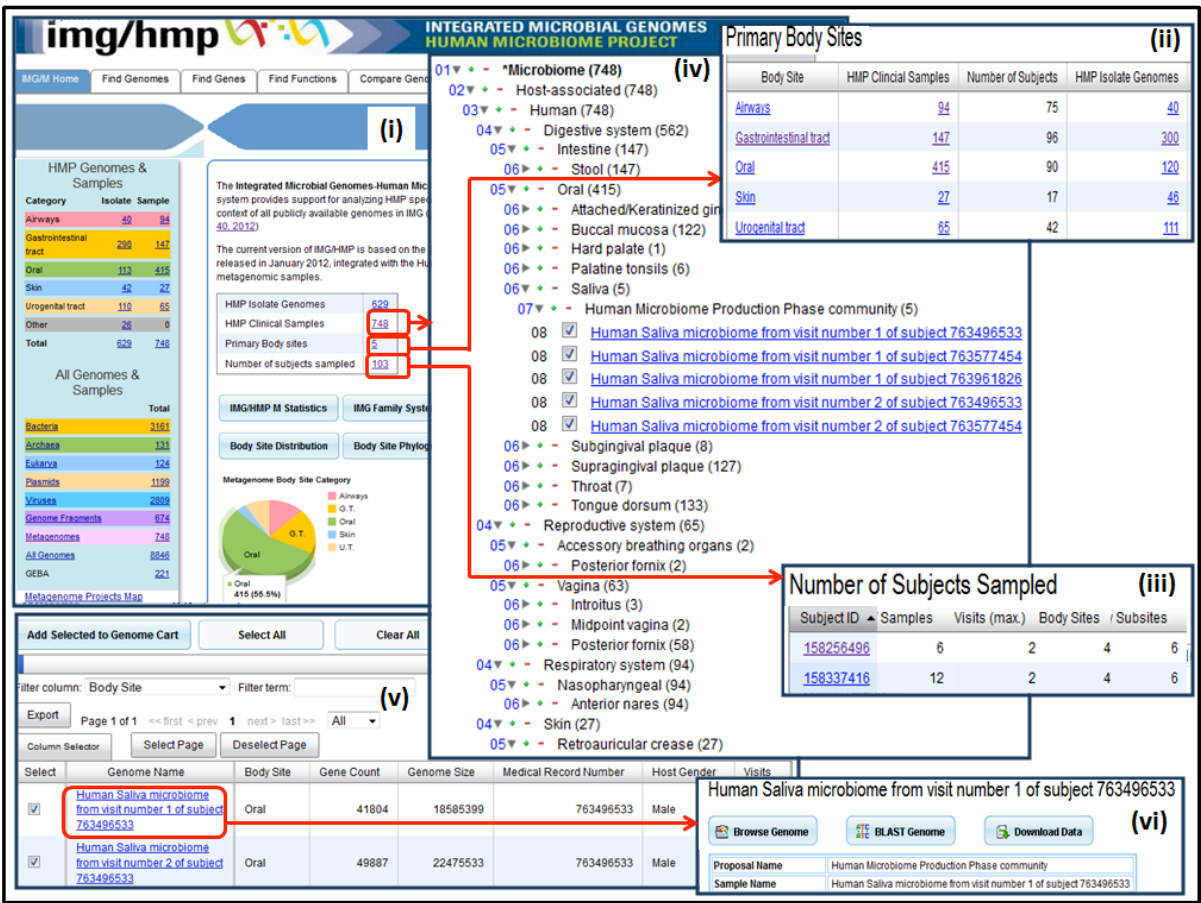 img/hmp
INTEGRATED MICROBIAL GENOMES
HUMAN MICROBIOME PROJECT
IMG/M Home Find Genomes Find Genes Find Functions Compare Geno
(i)
HMP Genomes &
Samples
Category Isolate Sample
Airways 40 94
Gastrointestinal
tract 298 147
Oral 113 415
Skin 42 27
Urogenital tract 110 65
Other 26 0
Total 629 748
All Genomes &
Samples
Total
Bacteria 3161
Archaea 131
Eukarya 124
Plasmids 1199
Viruses 2809
Genome Fragments 674
Metagenomes 748
All Genomes 8846
GEBA 221
Metagenome Projects Map
The Integrated Microbial Genomes-Human Mic
system provides support for analyzing HMP spec
context of all publicly available genomes in IMG (
40, 2012)
The current version of IMG/HMP is based on the
released in January 2012, integrated with the Hu
metagenomic samples.
HMP Isolate Genomes 629
HMP Clinical Samples 748
Primary Body sites 5
Number of subjects sampled 103
IMG/HMP M Statistics IMG Family Syste
Body Site Distribution Body Site Phylog
Metagenome Body Site Category
Airways
G.T.
Oral
Skin
U.T.
G.T.
Oral
Oral
415 (55.5%)
(iv)
01 - *Microbiome (748)
02 - Host-associated (748)
03 - Human (748)
04 - Digestive system (562)
05 - Intestine (147)
06 - Stool (147)
05 - Oral (415)
06 - Attached/Keratinized gin
06 - Buccal mucosa (122)
06 - Hard palate (1)
06 - Palatine tonsils (6)
06 - Saliva (5)
07 - Human Microbiome Production Phase community (5)
08 Human Saliva microbiome from visit number 1 of subject 763496533
08 Human Saliva microbiome from visit number 1 of subject 763577454
08 Human Saliva microbiome from visit number 1 of subject 763961826
08 Human Saliva microbiome from visit number 2 of subject 763496533
08 Human Saliva microbiome from visit number 2 of subject 763577454
06 - Subgingival plaque (8)
06 - Supragingival plaque (127)
06 - Throat (7)
06 - Tongue dorsum (133)
04 - Reproductive system (65)
05 - Accessory breathing organs (2)
06 - Posterior fornix (2)
05 - Vagina (63)
06 - Introitus (3)
06 - Midpoint vagina (2)
06 - Posterior fornix (58)
04 - Respiratory system (94)
05 - Nasopharyngeal (94)
06 - Anterior nares (94)
04 - Skin (27)
05 - Retroauricular crease (27)
Primary Body Sites (ii)
Body Site HMP Clincial Samples Number of Subjects HMP Isolate Genomes
Airways 94 75 40
Gastrointestinal tract 147 96 300
Oral 415 90 120
Skin 27 17 46
Urogenital tract 65 42 111
Number of Subjects Sampled (iii)
Subject ID Samples Visits (max.) Body Sites Subsites
158256496 6 2 4 6
158337416 12 2 4 6
Add Selected to Genome Cart Select All Clear All
Filter column: Body Site Filter term:
(v)
Export Page 1 of 1 << first < prev 1 next > last >> All
Column Selector Select Page Deselect Page
Select Genome Name Body Site Gene Count Genome Size Medical Record Number Host Gender Visits
Human Saliva microbiome
from visit number 1 of subject
763496533 Oral 41804 18585399 763496533 Male
Human Saliva microbiome
from visit number 2 of subject
763496533 Oral 49887 22475533 763496533 Male
Human Saliva microbiome from visit number 1 of subject 763496533
(vi)
Browse Genome BLAST Genome Download Data
Proposal Name Human Microbiome Production Phase community
Sample Name Human Saliva microbiome from visit number 1 of subject 763496533